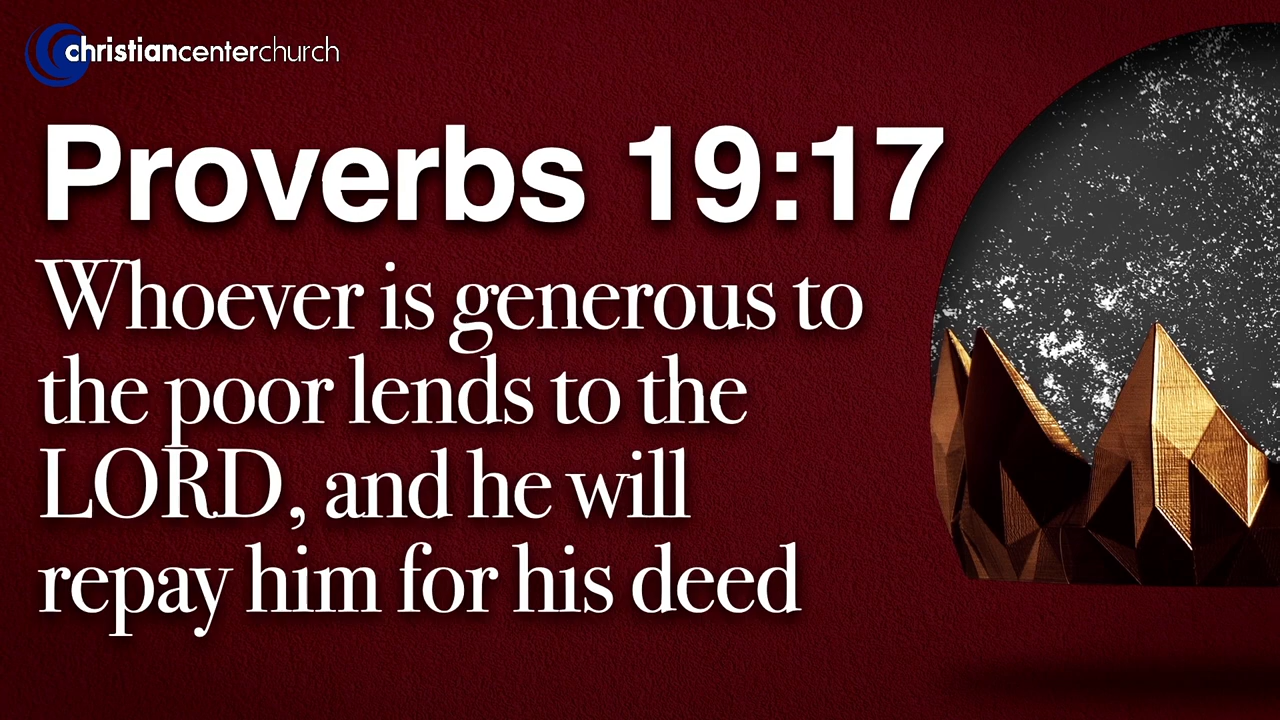 christiancenterchurch
Proverbs 19:17
Whoever is generous to
the poor lends to the
LORD, and he will
repay him for his deed